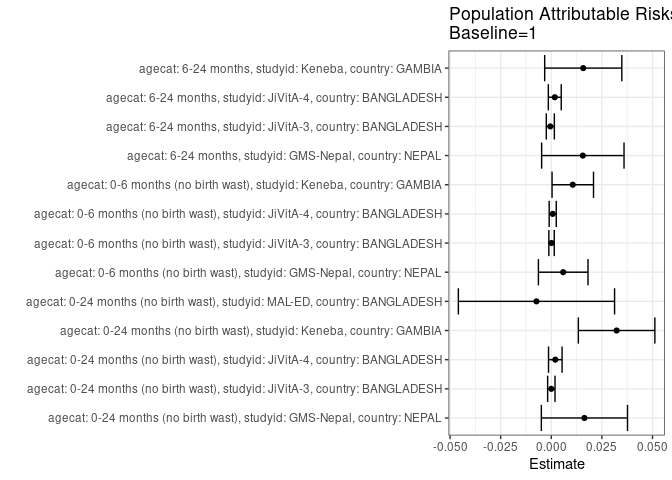 Population Attributable Risks
Baseline=1
agecat: 6-24 months, studyid: Keneba, country: GAMBIA
agecat: 6-24 months, studyid: JiVitA-4, country: BANGLADESH
agecat: 6-24 months, studyid: JiVitA-3, country: BANGLADESH
agecat: 6-24 months, studyid: GMS-Nepal, country: NEPAL
agecat: 0-6 months (no birth wast), studyid: Keneba, country: GAMBIA
agecat: 0-6 months (no birth wast), studyid: JiVitA-4, country: BANGLADESH
agecat: 0-6 months (no birth wast), studyid: JiVitA-3, country: BANGLADESH
agecat: 0-6 months (no birth wast), studyid: GMS-Nepal, country: NEPAL
agecat: 0-24 months (no birth wast), studyid: MAL-ED, country: BANGLADESH
agecat: 0-24 months (no birth wast), studyid: Keneba, country: GAMBIA
agecat: 0-24 months (no birth wast), studyid: JiVitA-4, country: BANGLADESH
agecat: 0-24 months (no birth wast), studyid: JiVitA-3, country: BANGLADESH
agecat: 0-24 months (no birth wast), studyid: GMS-Nepal, country: NEPAL
-0.050 -0.025 0.000 0.025 0.050
Estimate